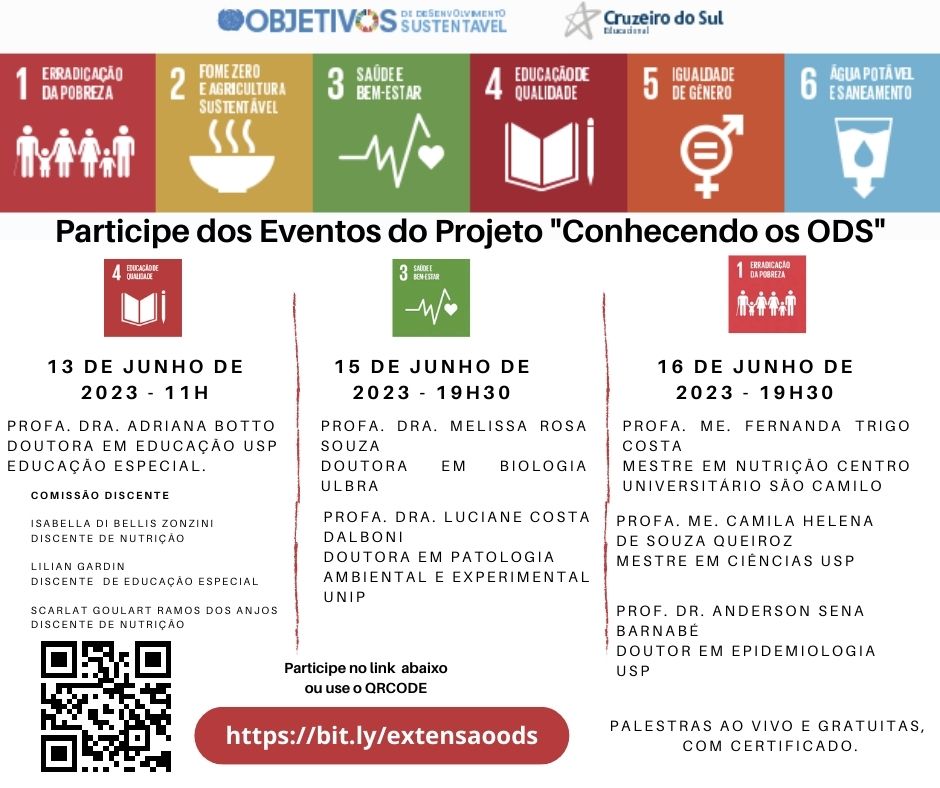 OBJETIVOS DE DESENVOLVIMENTO SUSTENTÁVEL
Cruzeiro do Sul
Educacional
1 ERRADICAÇÃO
DA POBREZA
2 FOME ZERO
E AGRICULTURA
SUSTENTÁVEL
3 SAÚDE E
BEM-ESTAR
4 EDUCAÇÃO DE
QUALIDADE
5 IGUALDADE
DE GÊNERO
6 ÁGUA POTÁVEL
E SANEAMENTO
Participe dos Eventos do Projeto "Conhecendo os ODS"
4 EDUCAÇÃO DE
QUALIDADE
13 DE JUNHO DE
2023 - 11H
PROFA. DRA. ADRIANA BOTTO
DOUTORA EM EDUCAÇÃO USP
EDUCAÇÃO ESPECIAL.
COMISSÃO DISCENTE
ISABELLA DI BELLIS ZONZINI
DISCENTE DE NUTRIÇÃO
LILIAN GARDIN
DISCENTE DE EDUCAÇÃO ESPECIAL
SCARLAT GOULART RAMOS DOS ANJOS
DISCENTE DE NUTRIÇÃO
3 SAÚDE E
BEM-ESTAR
15 DE JUNHO DE
2023 - 19H30
PROFA. DRA. MELISSA ROSA
SOUZA
DOUTORA EM BIOLOGIA
ULBRA
PROFA. DRA. LUCIANE COSTA
DALBONI
DOUTORA EM PATOLOGIA
AMBIENTAL E EXPERIMENTAL
UNIP
1 ERRADICAÇÃO
DA POBREZA
16 DE JUNHO DE
2023 - 19H30
PROFA. ME. FERNANDA TRIGO
COSTA
MESTRE EM NUTRIÇÃO CENTRO
UNIVERSITÁRIO SÃO CAMILO
PROFA. ME. CAMILA HELENA
DE SOUZA QUEIROZ
MESTRE EM CIÊNCIAS USP
PROF. DR. ANDERSON SENA
BARNABÉ
DOUTOR EM EPIDEMIOLOGIA
USP
Participe no link abaixo
ou use o QRCODE
https://bit.ly/extensaoods
PALESTRAS AO VIVO E GRATUITAS,
COM CERTIFICADO.